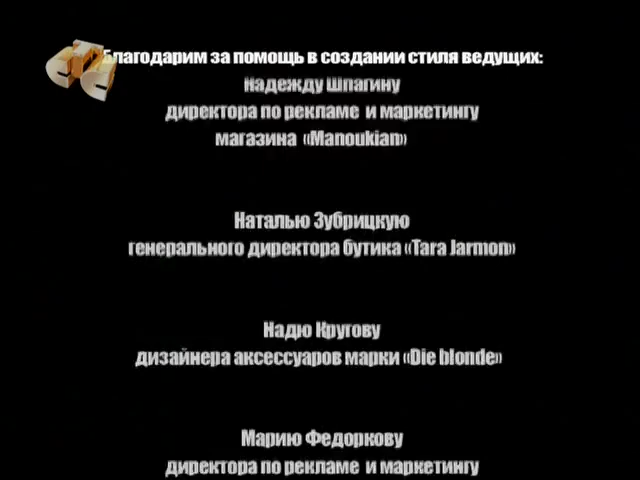 Благодарим за помощь в создании стиля ведущих:
Надежду Шпагину
директора по рекламе и маркетингу
магазина «Manoukian»
Наталью Зубрицкую
генерального директора бутика «Tara Jarmon»
Надю Кругову
дизайнера аксессуаров марки «Die blonde»
Марию Федоркову
директора по рекламе и маркетингу